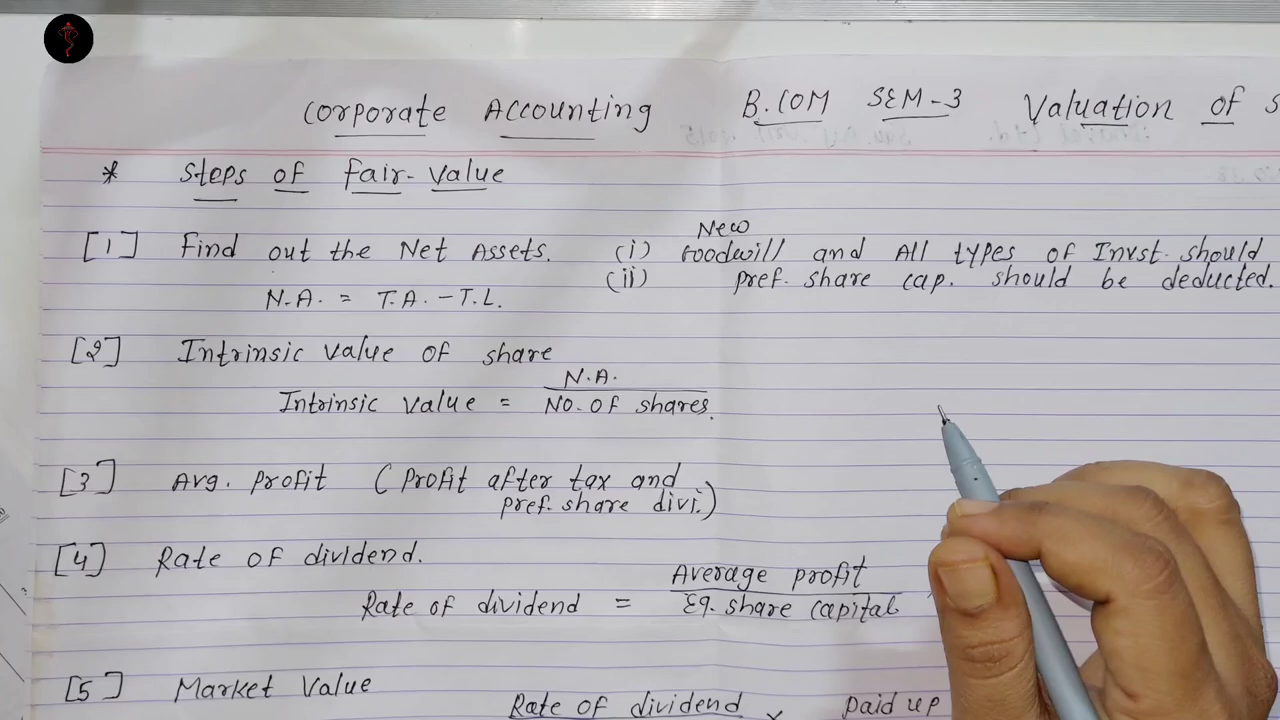 Corporate Accounting B.COM SEM-3 Valuation of S
* Steps of Fair-Value
[1] Find out the Net Assets. (i) New Goodwill and All types of Invst. should
(ii) pref. share cap. should be deducted.
N.A. = T.A. - T.L.
[2] Intrinsic value of share
N.A.
Intrinsic value = No. of shares.
[3] Avg. profit (profit after tax and
pref. share divi.)
[4] Rate of dividend.
Average profit
Rate of dividend = Eq. share capital
[5] Market Value
Rate of dividend × paid up